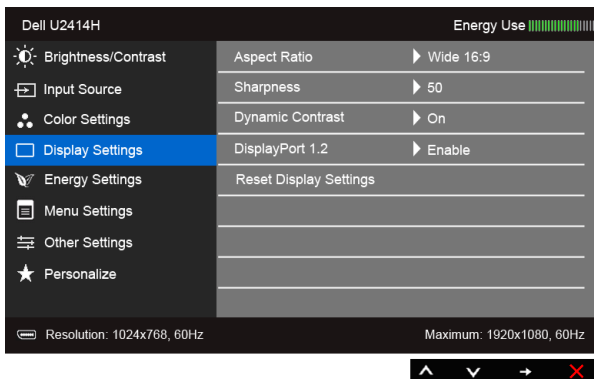 Dell U2414H Energy Use
Brightness/Contrast Aspect Ratio Wide 16:9
Input Source Sharpness 50
Color Settings Dynamic Contrast On
Display Settings DisplayPort 1.2 Enable
Energy Settings Reset Display Settings
Menu Settings
Other Settings
Personalize
Resolution: 1024x768, 60Hz Maximum: 1920x1080, 60Hz